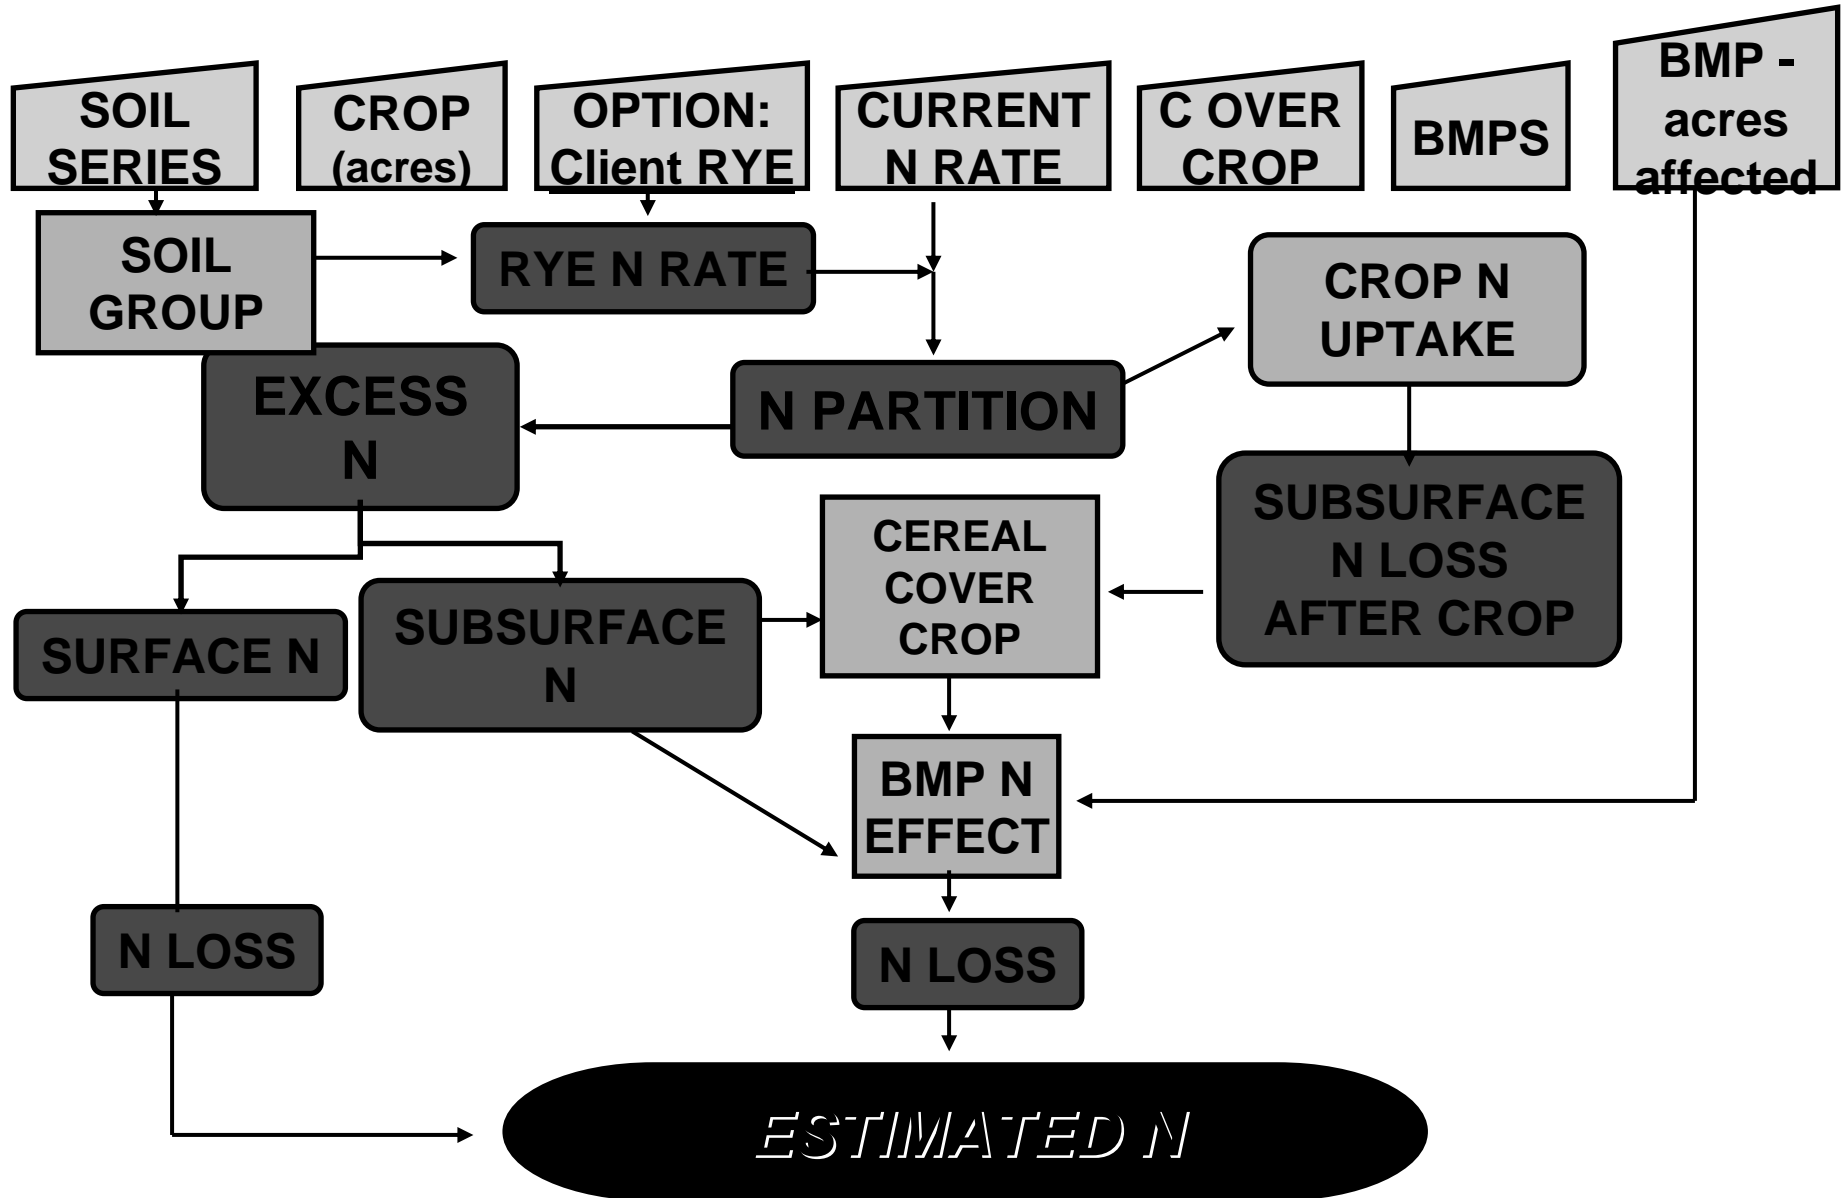 SOIL
SERIES
CROP
(acres)
OPTION:
Client RYE
CURRENT
N RATE
C OVER
CROP
BMPS
BMP -
acres
affected
SOIL
GROUP
RYE N RATE
CROP N
UPTAKE
EXCESS
N
N PARTITION
SUBSURFACE
N LOSS
AFTER CROP
CEREAL
COVER
CROP
SURFACE N
SUBSURFACE
N
BMP N
EFFECT
N LOSS
N LOSS
ESTIMATED N